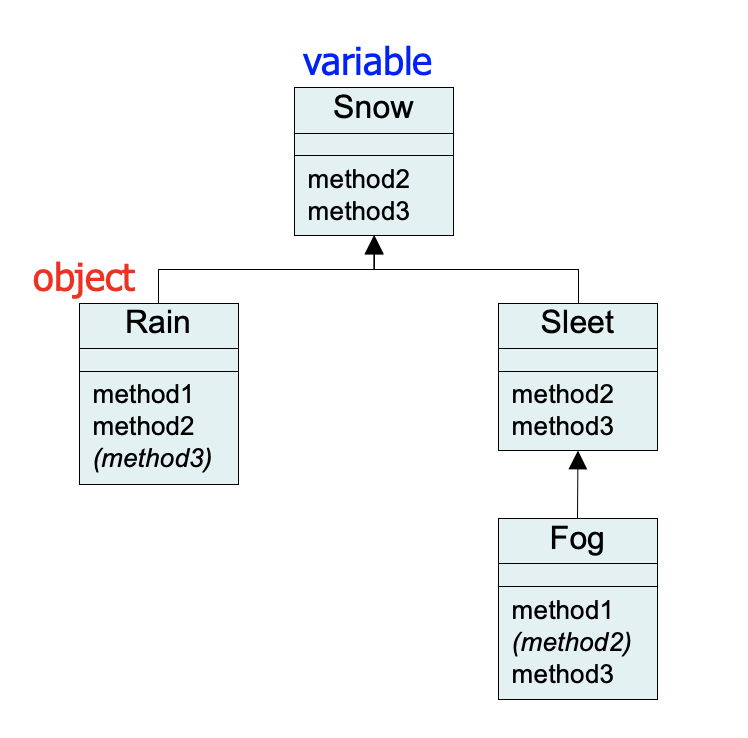 variable
Snow
method2
method3
object
Rain
method1
method2
(method3)
Sleet
method2
method3
Fog
method1
(method2)
method3